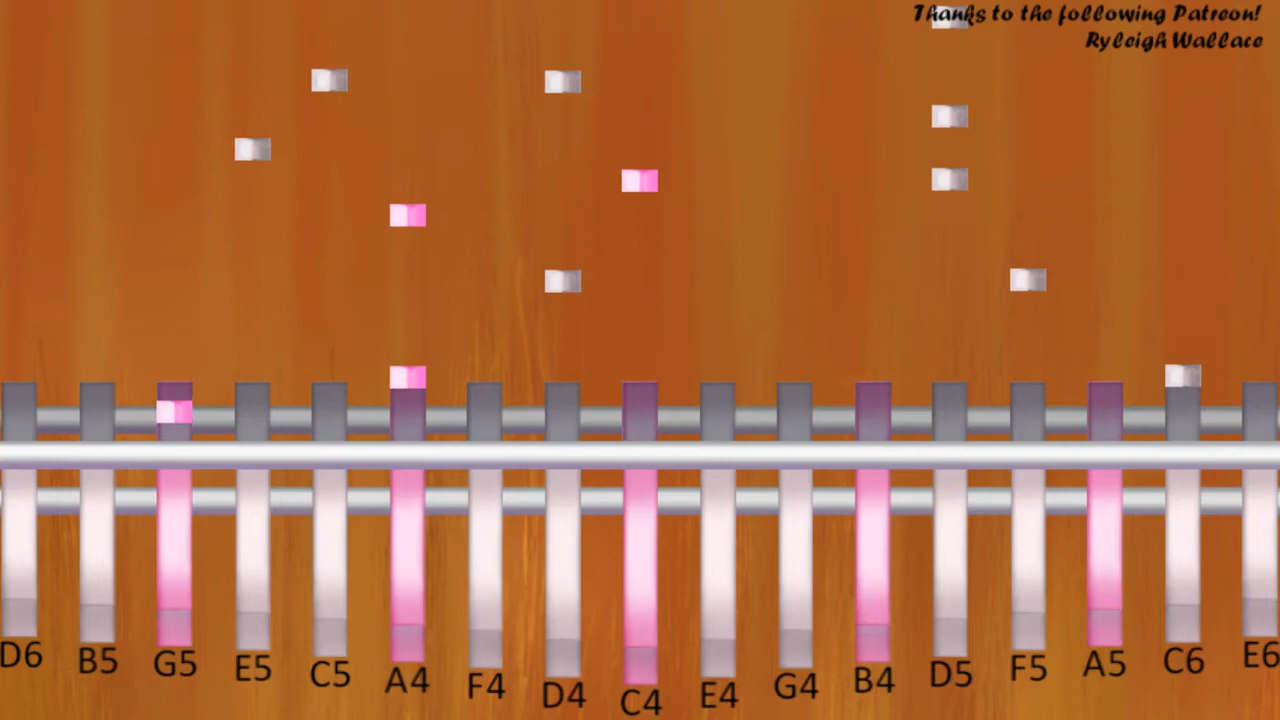 Thanks to the following Patreon!
Ryleigh Wallace
D6 B5 G5 E5 C5 A4 F4 D4 C4 E4 G4 B4 D5 F5 A5 C6 E6